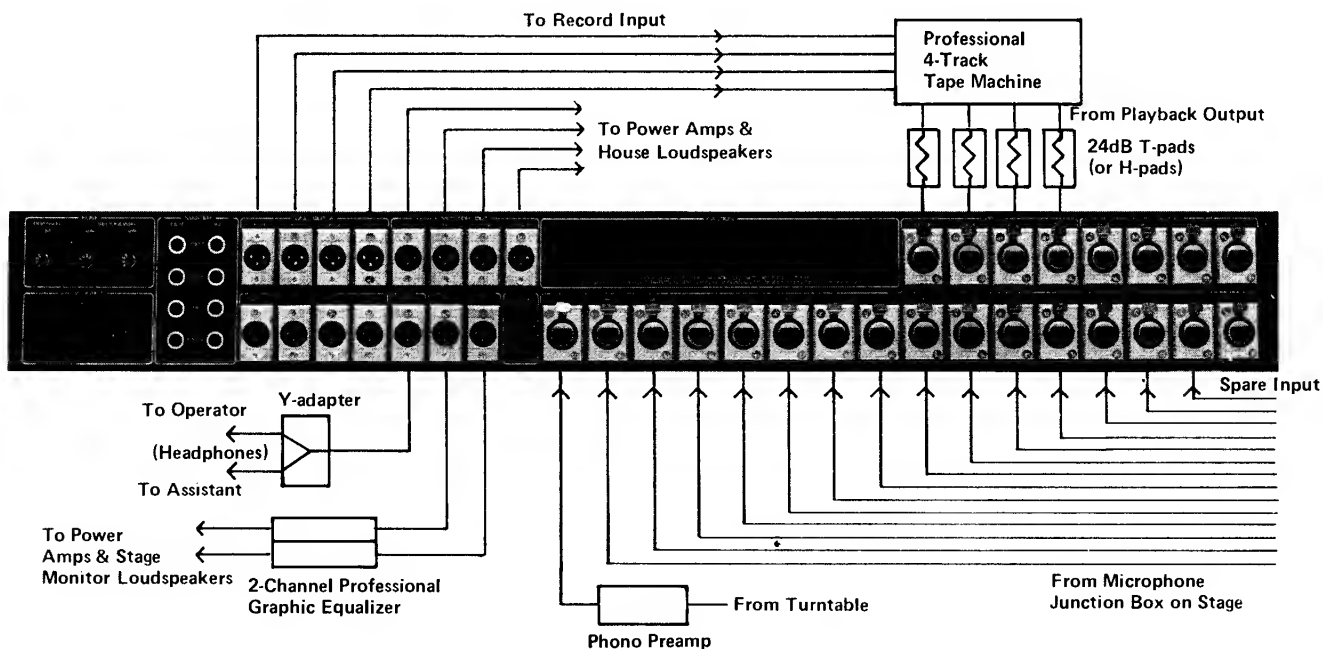 To Record Input
Professional
4-Track
Tape Machine
From Playback Output
To Power Amps &
House Loudspeakers
24dB T-pads
(or H-pads)
Spare Input
To Operator
Y-adapter
(Headphones)
To Assistant
To Power
Amps & Stage
Monitor Loudspeakers
2-Channel Professional
Graphic Equalizer
From Turntable
Phono Preamp
From Microphone
Junction Box on Stage